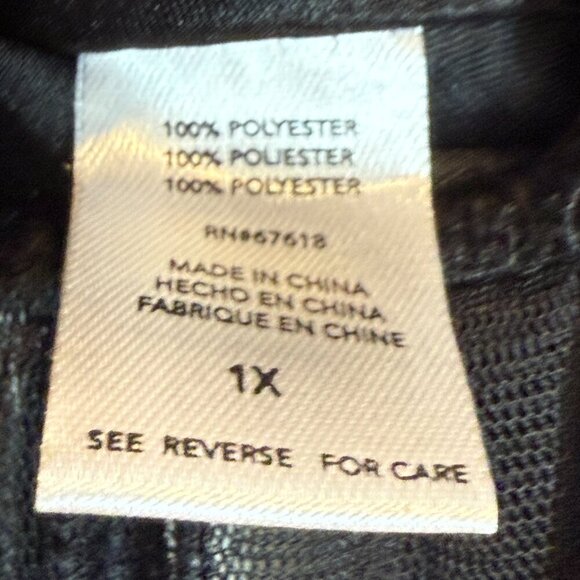 100% POLYESTER
100% POLIESTER
100% POLYESTER
RN#67618
MADE IN CHINA
HECHO EN CHINA
FABRIQUE EN CHINE
1X
SEE REVERSE FOR CARE